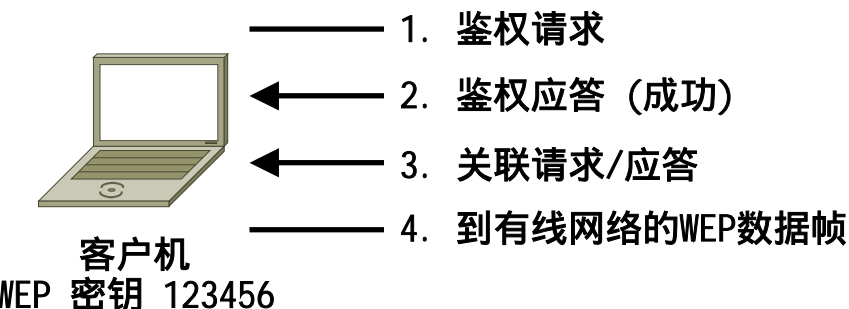 1. 鉴权请求
2. 鉴权应答 (成功)
3. 关联请求/应答
4. 到有线网络的WEP数据帧
客户机
WEP 密钥 123456